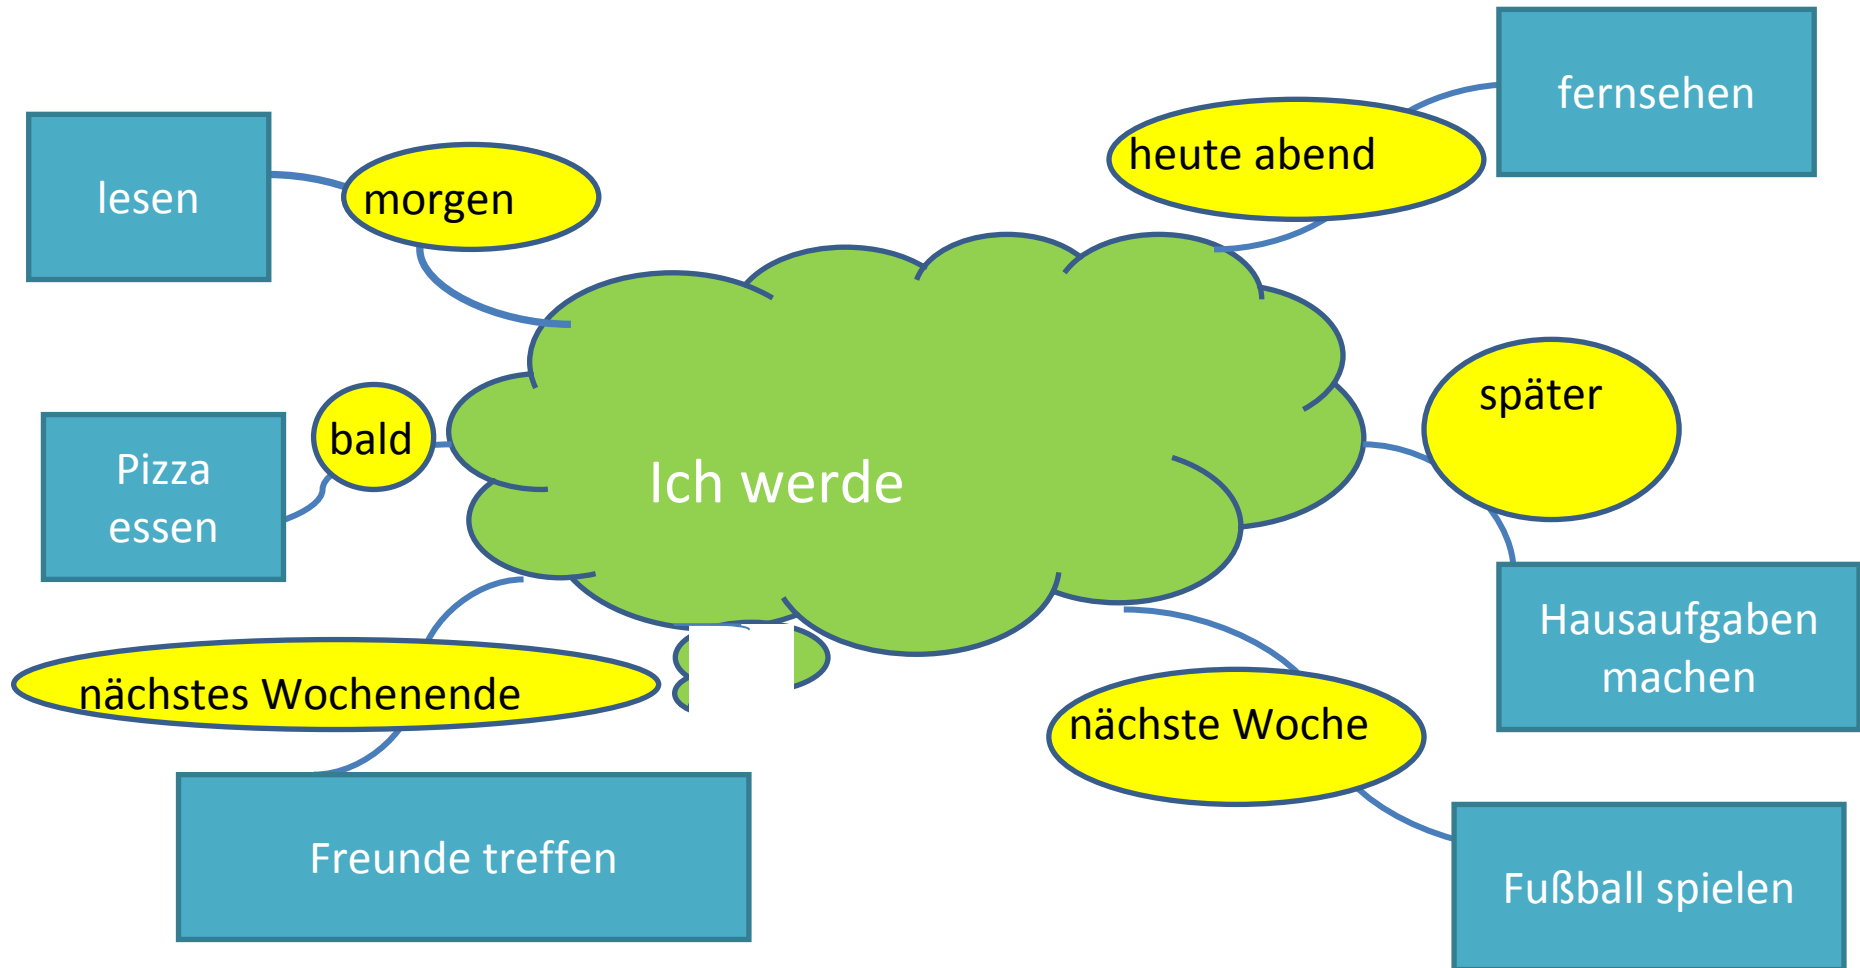 fernsehen
heute abend
lesen
morgen
später
bald
Pizza
essen
Ich werde
Hausaufgaben
machen
nächstes Wochenende
nächste Woche
Freunde treffen
Fußball spielen